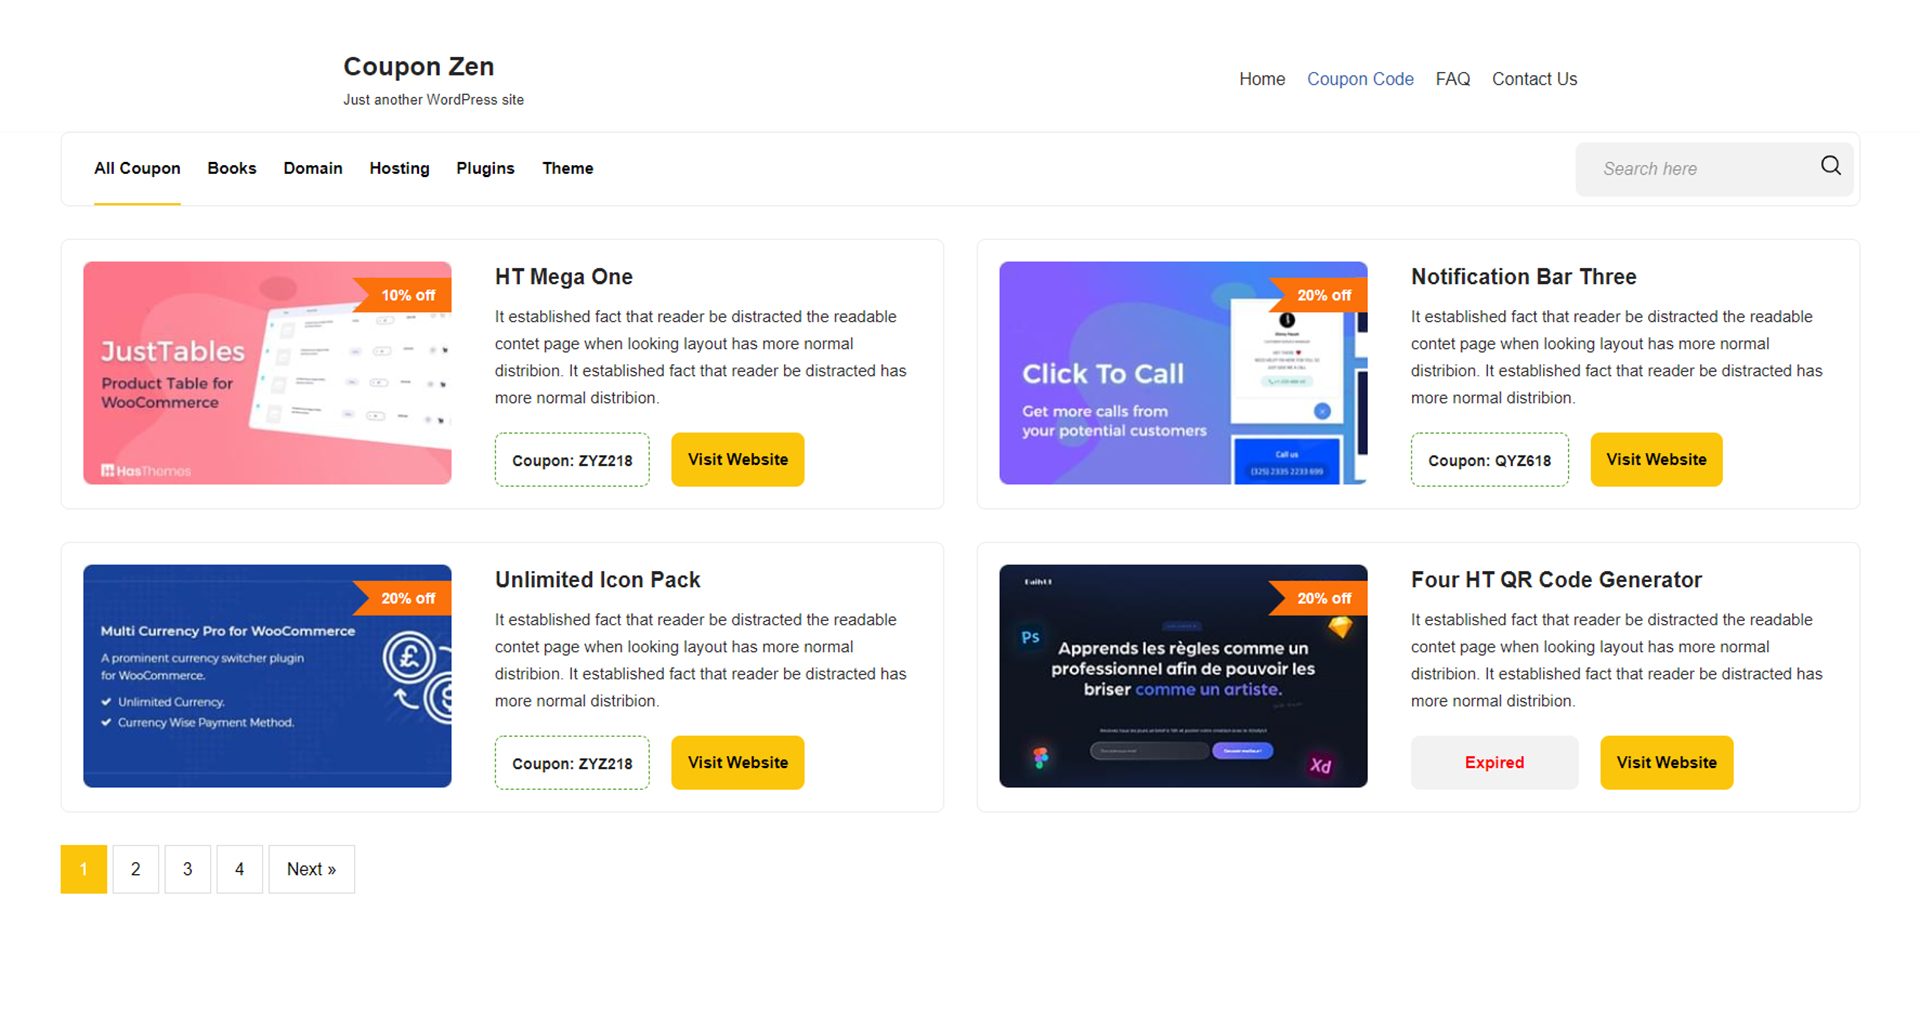 Coupon Zen
Just another WordPress site
Home Coupon Code FAQ Contact Us
All Coupon Books Domain Hosting Plugins Theme
Search here
10% off
JustTables
Product Table for
WooCommerce
HasThemes
HT Mega One
It established fact that reader be distracted the readable
contet page when looking layout has more normal
distribion. It established fact that reader be distracted has
more normal distribion.
Coupon: ZYZ218
Visit Website
20% off
Click To Call
Get more calls from
your potential customers
Call us
(325) 2335 2233 699
Notification Bar Three
It established fact that reader be distracted the readable
contet page when looking layout has more normal
distribion. It established fact that reader be distracted has
more normal distribion.
Coupon: QYZ618
Visit Website
20% off
Multi Currency Pro for WooCommerce
A prominent currency switcher plugin
for WooCommerce.
Unlimited Currency.
Currency Wise Payment Method.
Unlimited Icon Pack
It established fact that reader be distracted the readable
contet page when looking layout has more normal
distribion. It established fact that reader be distracted has
more normal distribion.
Coupon: ZYZ218
Visit Website
20% off
Ps
Apprends les règles comme un
professionnel afin de pouvoir les
briser comme un artiste.
Xd
Four HT QR Code Generator
It established fact that reader be distracted the readable
contet page when looking layout has more normal
distribion. It established fact that reader be distracted has
more normal distribion.
Expired
Visit Website
1 2 3 4 Next »